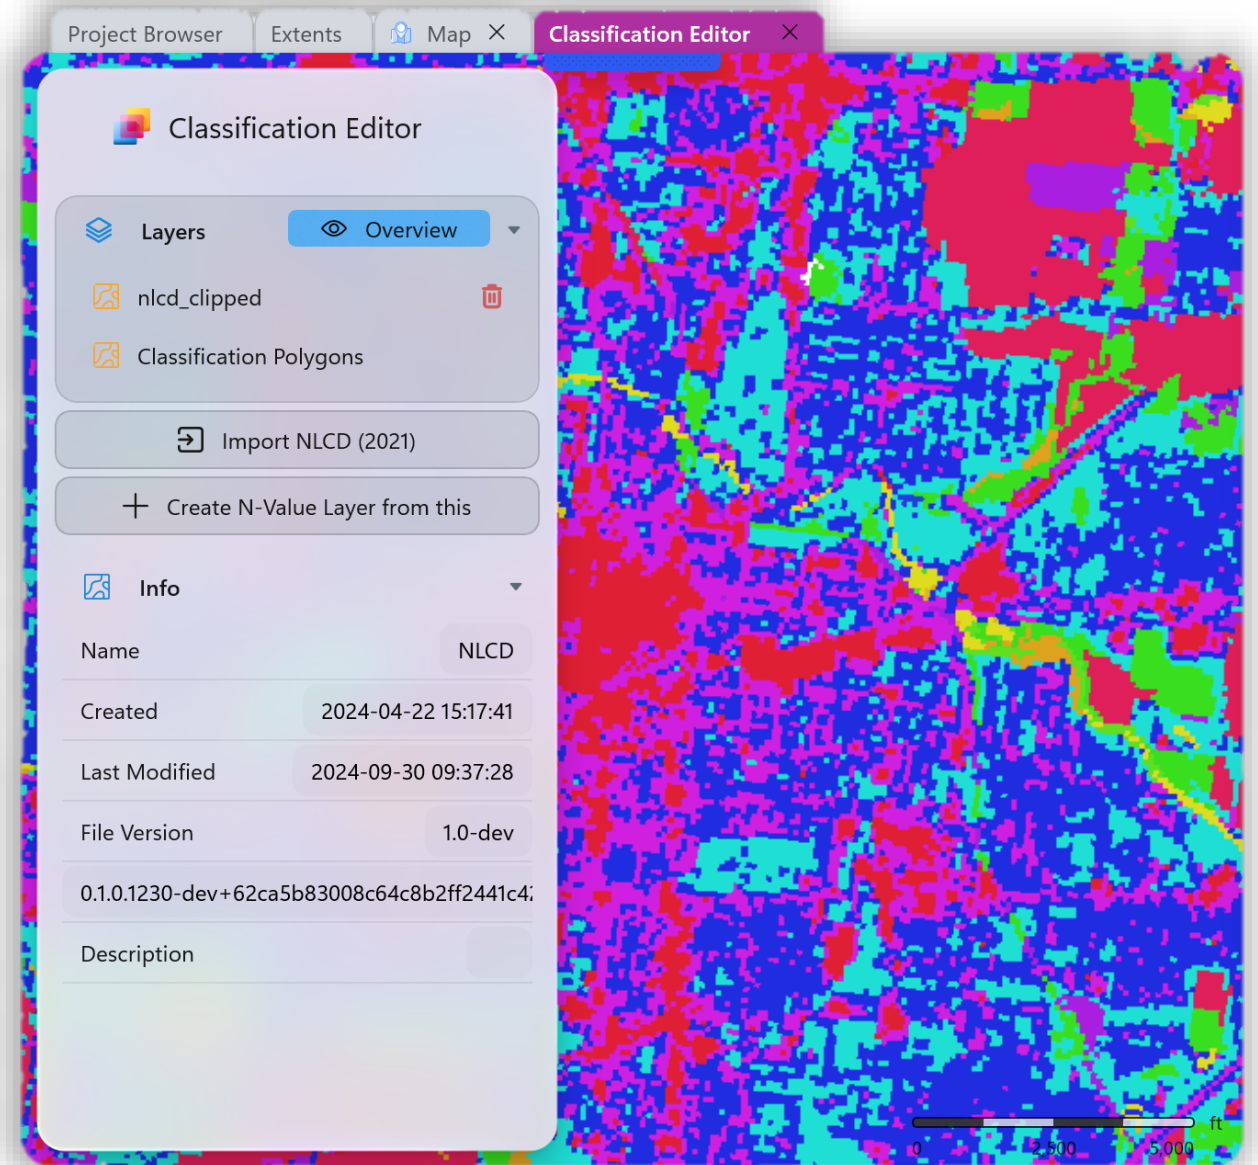 Project Browser
Extents
Map
Classification Editor
Classification Editor
Layers
Overview
nlcd_clipped
Classification Polygons
Import NLCD (2021)
Create N-Value Layer from this
Info
Name NLCD
Created 2024-04-22 15:17:41
Last Modified 2024-09-30 09:37:28
File Version 1.0-dev
0.1.0.1230-dev+62ca5b83008c64c8b2ff2441c42
Description
ft
0 2,500 5,000